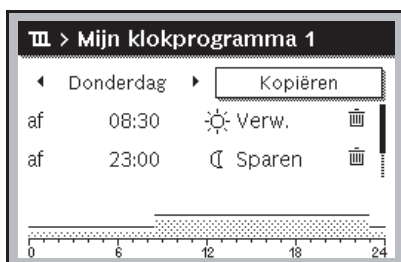 > Mijn klokprogramma 1
Donderdag Kopiëren
af 08:30 Verw.
af 23:00 Sparen
0 6 12 18 24